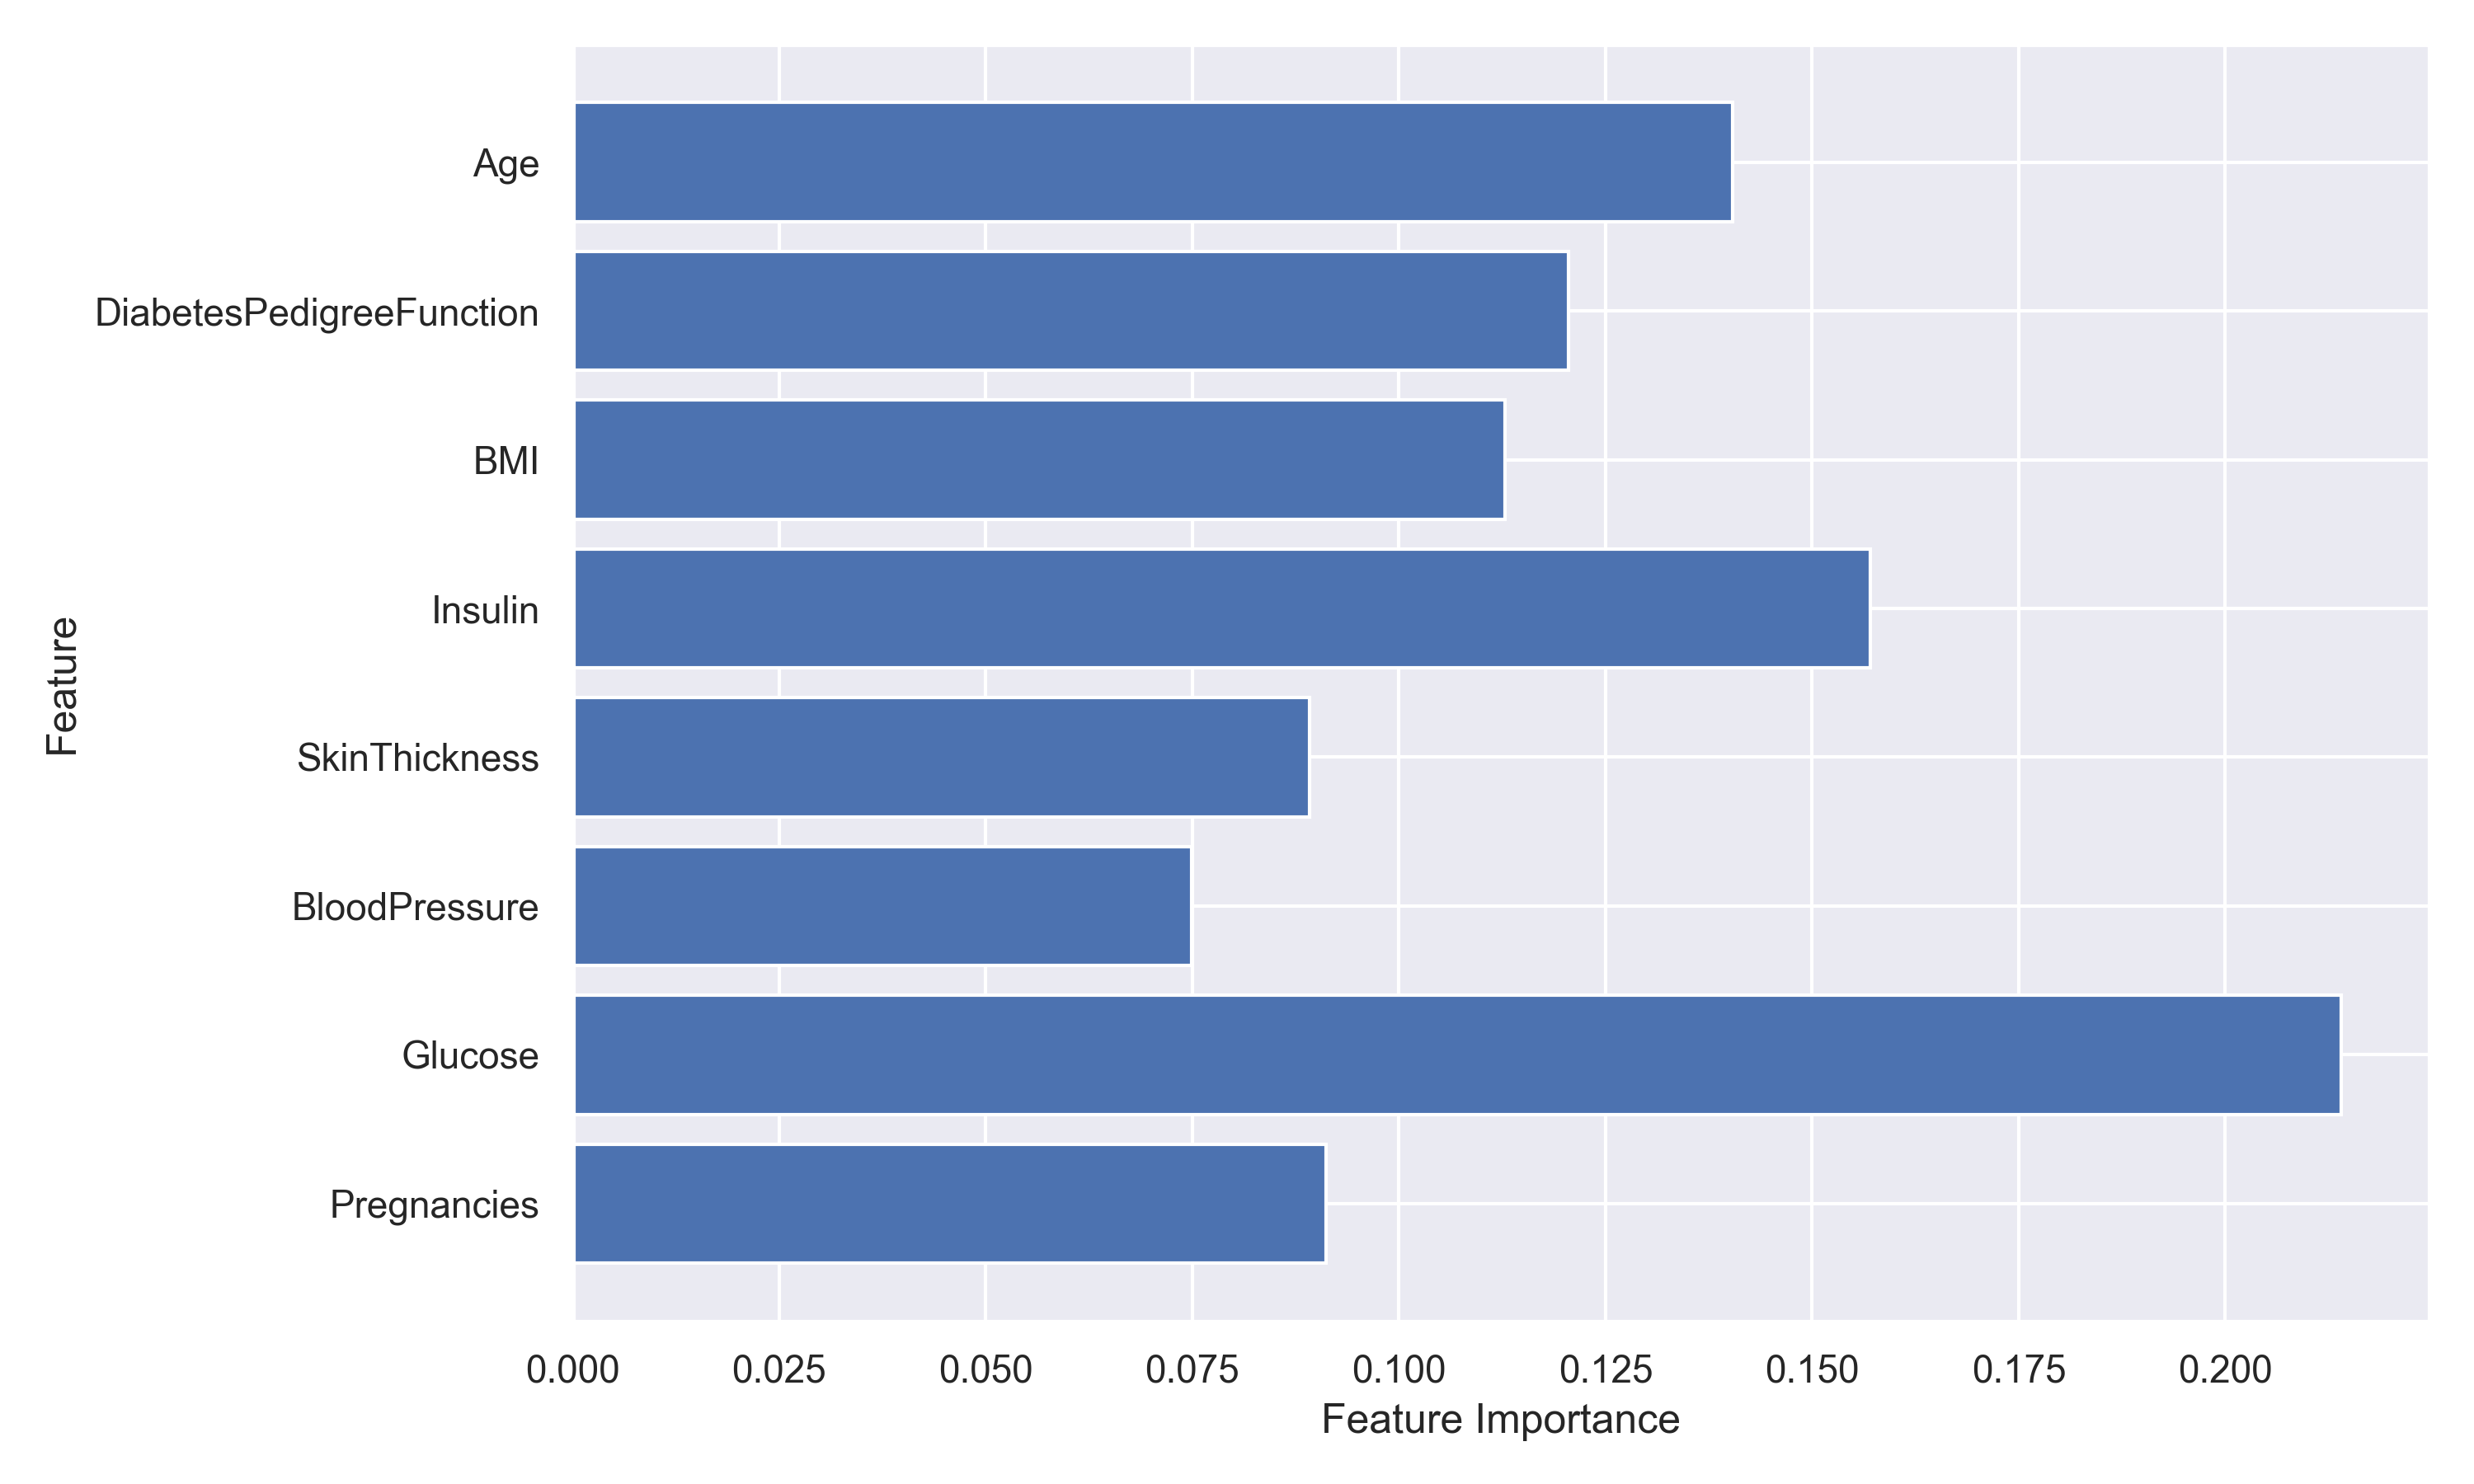 Age
DiabetesPedigreeFunction
BMI
Insulin
SkinThickness
BloodPressure
Glucose
Pregnancies
Feature
0.000 0.025 0.050 0.075 0.100 0.125 0.150 0.175 0.200
Feature Importance